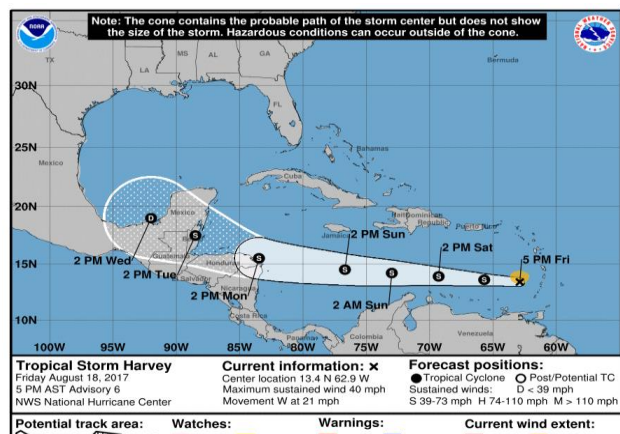 Note: The cone contains the probable path of the storm center but does not show
the size of the storm. Hazardous conditions can occur outside of the cone.
NOAA
TX
MS
AL
GA
LA
FL
Bermuda
30N
25N
20N
15N
10N
Mexico
Bahamas
Cuba
Mexico
Haiti
Dominican
Republic
Puerto Rico
Jamaica
Guatemala
Honduras
Salvador
Nicaragua
Costa Rica
Panama
Colombia
Venezuela
D
S
S
S
S
S
S
2 PM Wed
2 PM Tue
2 PM Mon
2 PM Sun
2 AM Sun
2 PM Sat
5 PM Fri
95W
90W
85W
80W
75W
70W
65W
60W
Tropical Storm Harvey
Friday August 18, 2017
5 PM AST Advisory 6
NWS National Hurricane Center
Current information: x
Center location 13.4 N 62.9 W
Maximum sustained wind 40 mph
Movement W at 21 mph
Forecast positions:
Tropical Cyclone Post/Potential TC
Sustained winds: D < 39 mph
S 39-73 mph H 74-110 mph M > 110 mph
Potential track area:
Watches:
Warnings:
Current wind extent: